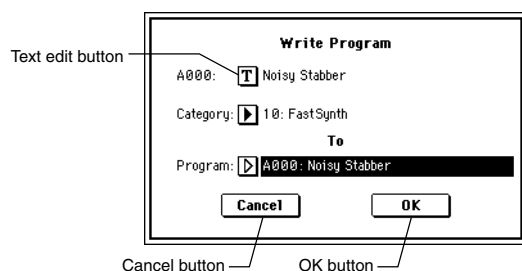 Write Program
Text edit button
A000: T Noisy Stabber
Category: 10: FastSynth
To
Program: A000: Noisy Stabber
Cancel OK
Cancel button OK button